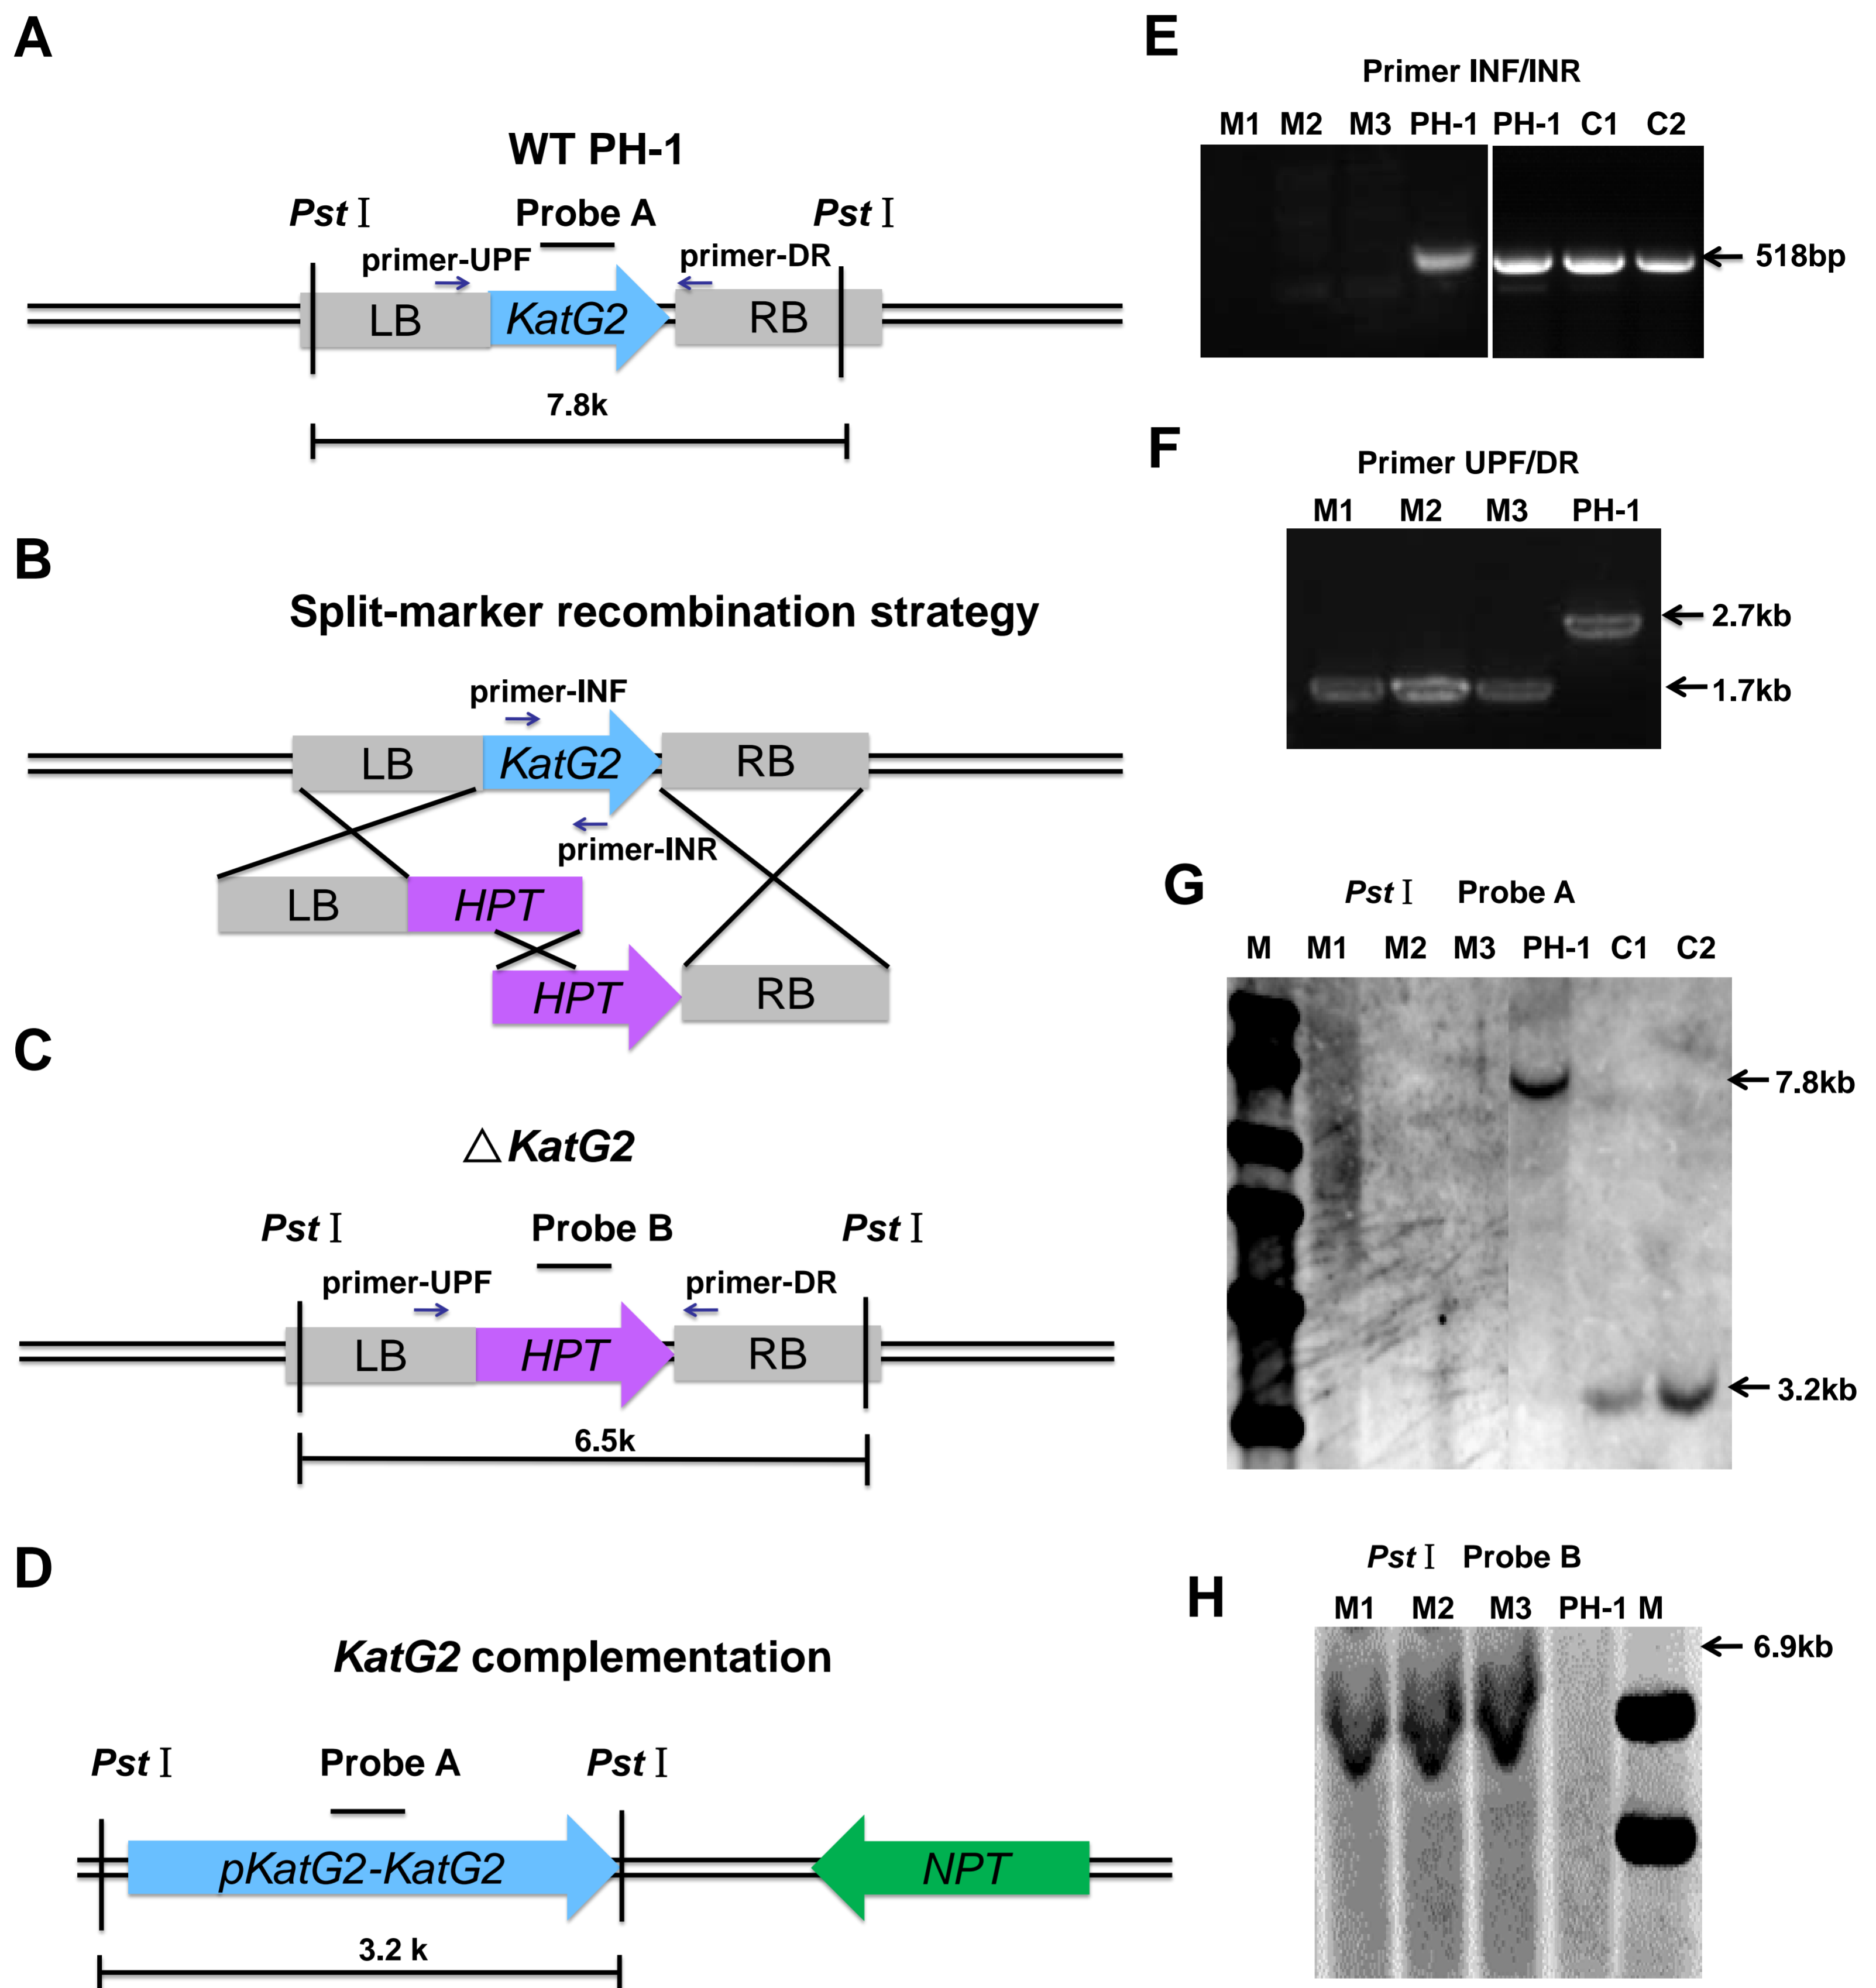 A
WT PH-1
Pst Ⅰ Probe A Pst Ⅰ
primer-UPF primer-DR
LB KatG2 RB
7.8k
B
Split-marker recombination strategy
primer-INF
LB KatG2 RB
primer-INR
LB HPT
HPT RB
C
△KatG2
Pst Ⅰ Probe B Pst Ⅰ
primer-UPF primer-DR
LB HPT RB
6.5k
D
KatG2 complementation
Pst Ⅰ Probe A Pst Ⅰ
pKatG2-KatG2 NPT
3.2 k
E
Primer INF/INR
M1 M2 M3 PH-1 PH-1 C1 C2
518bp
F
Primer UPF/DR
M1 M2 M3 PH-1
2.7kb
1.7kb
G
Pst Ⅰ Probe A
M M1 M2 M3 PH-1 C1 C2
7.8kb
3.2kb
H
Pst Ⅰ Probe B
M1 M2 M3 PH-1 M
6.9kb